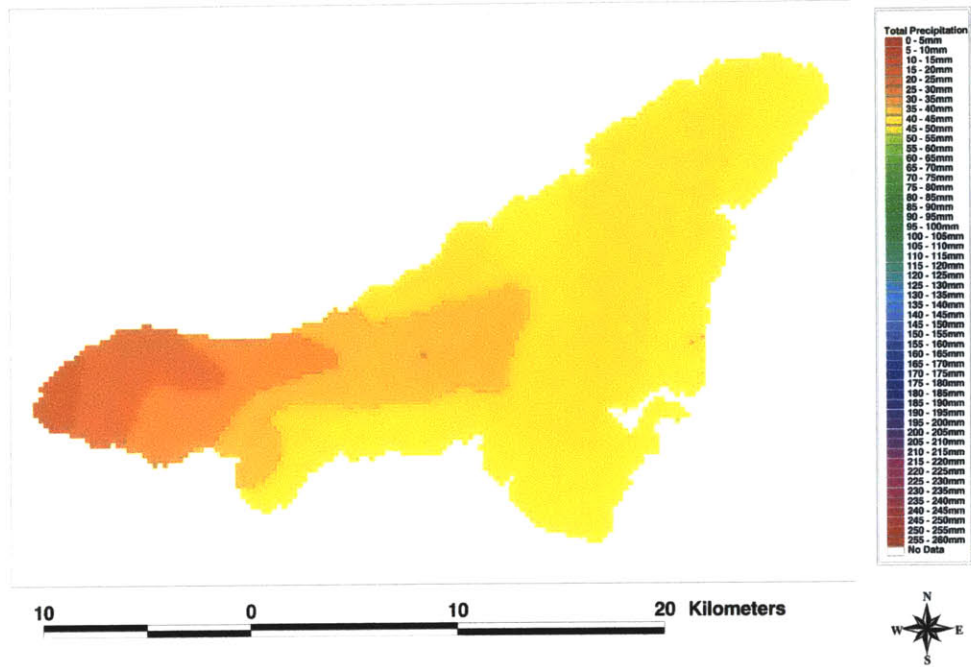 Total Precipitation
0 - 5mm
5 - 10mm
10 - 15mm
15 - 20mm
20 - 25mm
25 - 30mm
30 - 35mm
35 - 40mm
40 - 45mm
45 - 50mm
50 - 55mm
55 - 60mm
60 - 65mm
65 - 70mm
70 - 75mm
75 - 80mm
80 - 85mm
85 - 90mm
90 - 95mm
95 - 100mm
100 - 105mm
105 - 110mm
110 - 115mm
115 - 120mm
120 - 125mm
125 - 130mm
130 - 135mm
135 - 140mm
140 - 145mm
145 - 150mm
150 - 155mm
155 - 160mm
160 - 165mm
165 - 170mm
170 - 175mm
175 - 180mm
180 - 185mm
185 - 190mm
190 - 195mm
195 - 200mm
200 - 205mm
205 - 210mm
210 - 215mm
215 - 220mm
220 - 225mm
225 - 230mm
230 - 235mm
235 - 240mm
240 - 245mm
245 - 250mm
250 - 255mm
255 - 260mm
No Data
10 0 10 20 Kilometers
N
W E
S